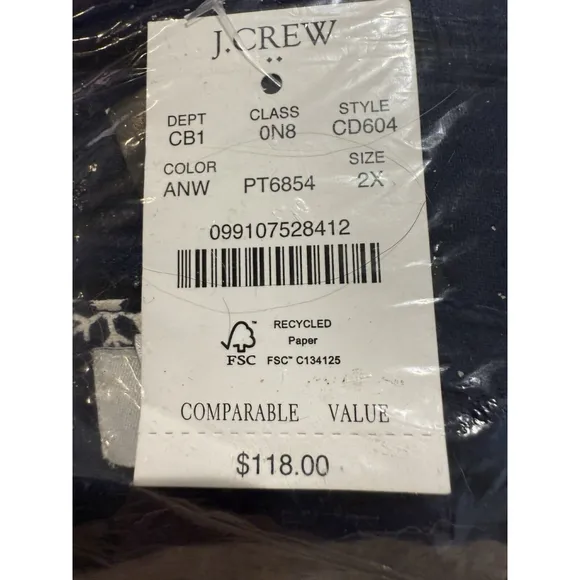 J.CREW
DEPT CLASS STYLE
CB1 0N8 CD604
COLOR SIZE
ANW PT6854 2X
099107528412
RECYCLED
Paper
FSC™ C134125
FSC
COMPARABLE VALUE
$118.00